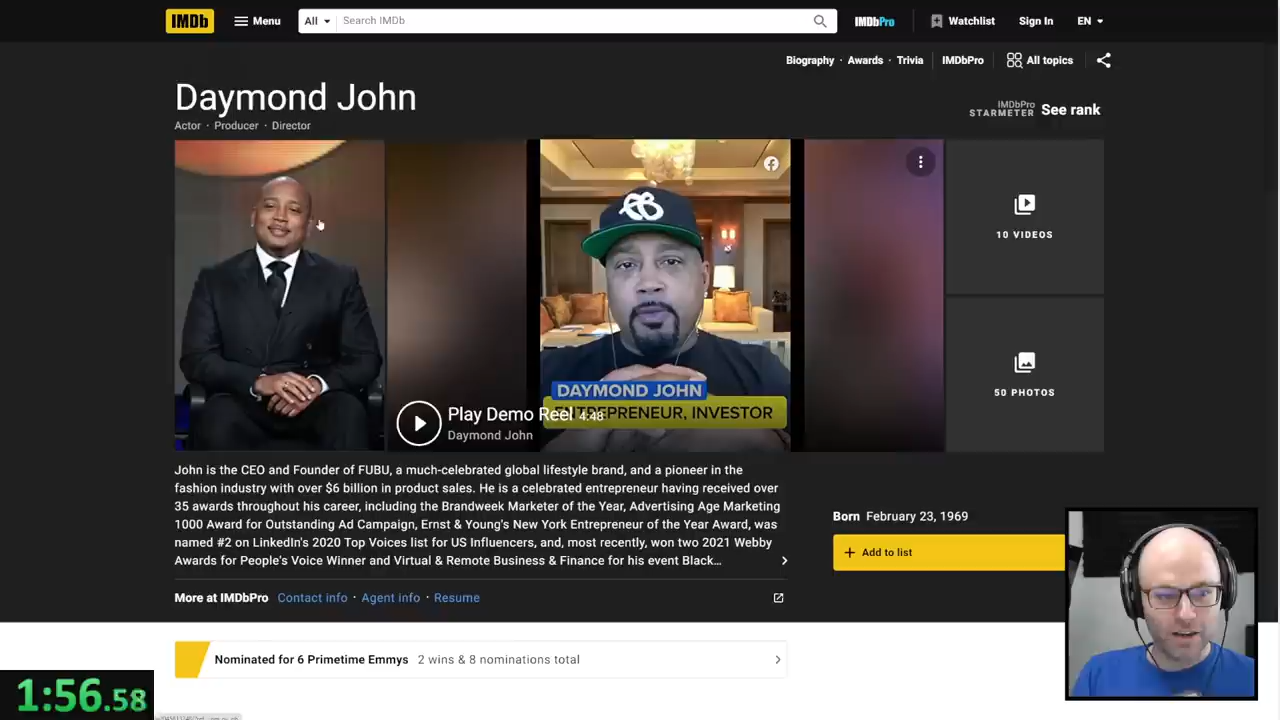 IMDb
Menu
All
Search IMDb
IMDbPro
Watchlist
Sign In
EN
Biography · Awards · Trivia
IMDbPro
All topics
Daymond John
Actor · Producer · Director
IMDbPro
STARMETER
See rank
FB
10 VIDEOS
50 PHOTOS
DAYMOND JOHN
ENTREPRENEUR, INVESTOR
Play Demo Reel 4:48
Daymond John
John is the CEO and Founder of FUBU, a much-celebrated global lifestyle brand, and a pioneer in the
fashion industry with over $6 billion in product sales. He is a celebrated entrepreneur having received over
35 awards throughout his career, including the Brandweek Marketer of the Year, Advertising Age Marketing
1000 Award for Outstanding Ad Campaign, Ernst & Young's New York Entrepreneur of the Year Award, was
named #2 on LinkedIn's 2020 Top Voices list for US Influencers, and, most recently, won two 2021 Webby
Awards for People's Voice Winner and Virtual & Remote Business & Finance for his event Black...
Born February 23, 1969
+ Add to list
More at IMDbPro Contact info · Agent info · Resume
Nominated for 6 Primetime Emmys 2 wins & 8 nominations total
1:56.58